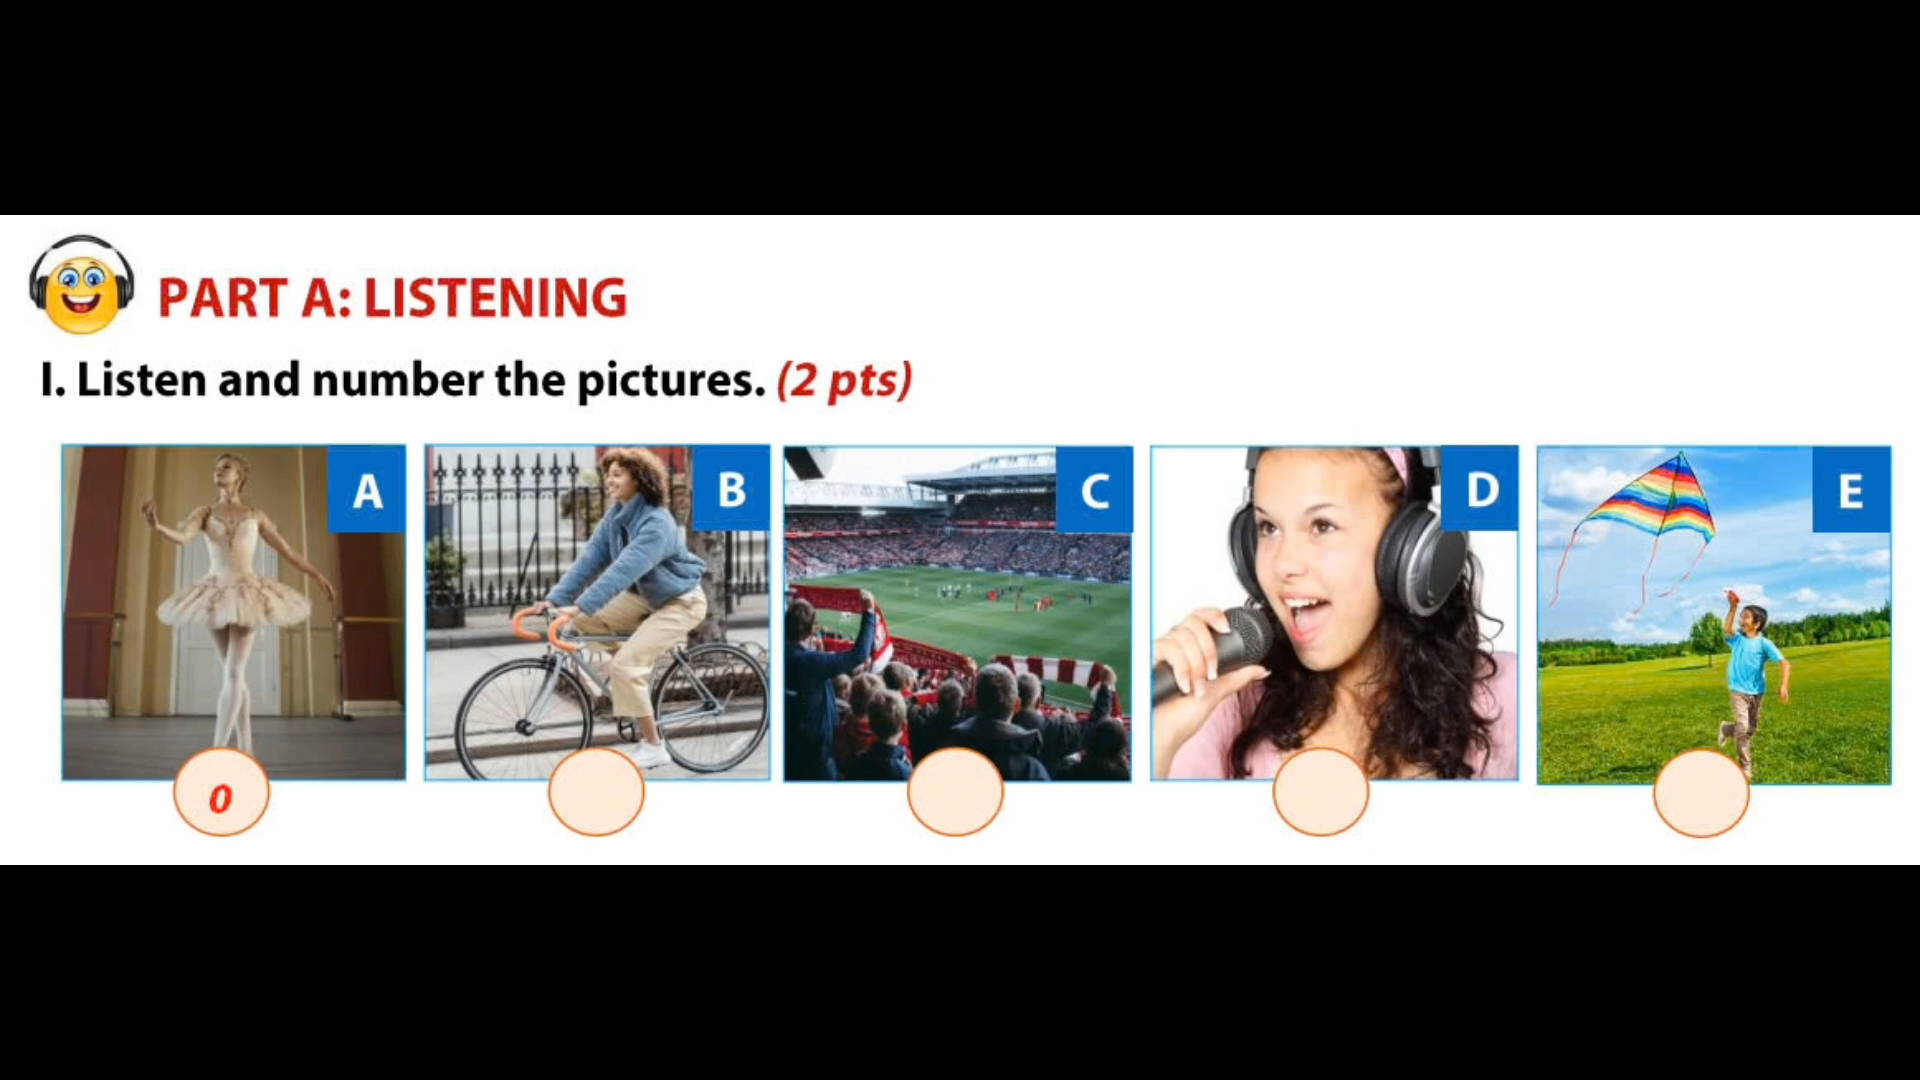 PART A: LISTENING
I. Listen and number the pictures. (2 pts)
A B C D E
0